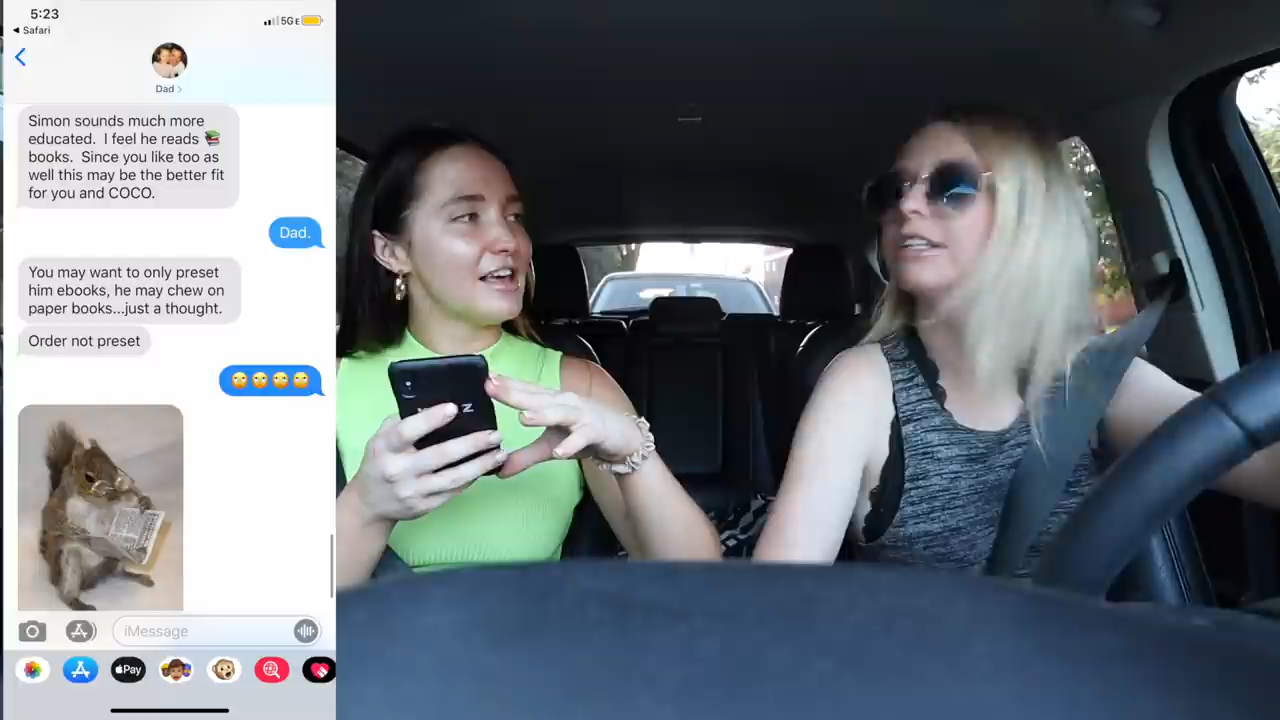 5:23
5G E
Safari
Dad
Simon sounds much more
educated. I feel he reads 📚
books. Since you like too as
well this may be the better fit
for you and COCO.
Dad.
You may want to only preset
him ebooks, he may chew on
paper books...just a thought.
Order not preset
🙄🙄🙄🙄
iMessage
Pay